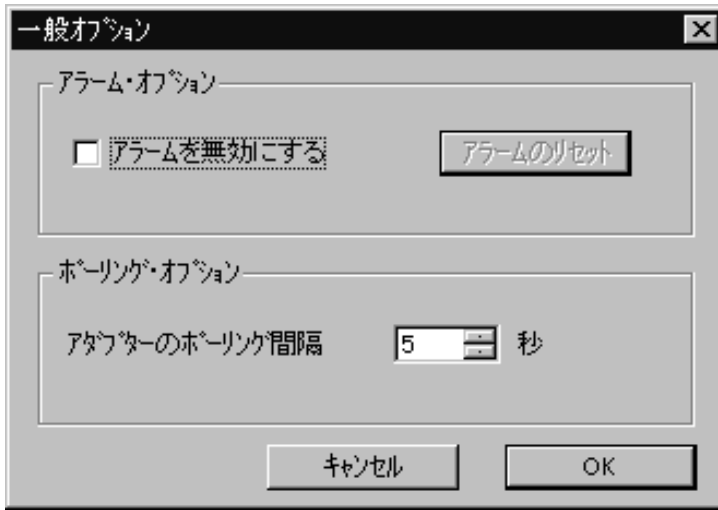 一般ｵﾌﾟｼｮﾝ
ｱﾗｰﾑ・ｵﾌﾟｼｮﾝ
ｱﾗｰﾑを無効にする
ｱﾗｰﾑのﾘｾｯﾄ
ﾎﾟｰﾘﾝｸﾞ・ｵﾌﾟｼｮﾝ
ｱﾀﾞﾌﾟﾀｰのﾎﾟｰﾘﾝｸﾞ間隔 5 秒
ｷｬﾝｾﾙ
OK